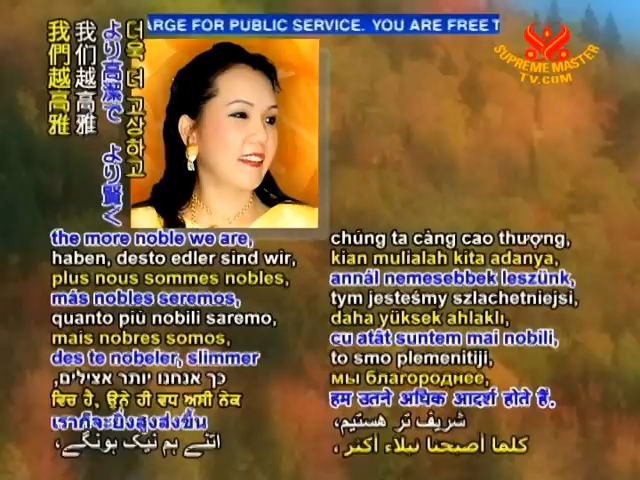 ARGE FOR PUBLIC SERVICE. YOU ARE FREE T
SUPREME MASTER
TV.COM
我們越高雅
我们越高雅
より高潔で より賢く
더욱 더 고상하고
the more noble we are,
haben, desto edler sind wir,
plus nous sommes nobles,
más nobles seremos,
quanto più nobili saremo,
mais nobres somos,
des te nobeler, slimmer
כך אנחנו יותר אצילים,
ਵਿਚ ਹੇ, ਉਨੇ ਹੀ ਵਧ ਅਸੀ ਨੇਕ
เราก็จะยิ่งสูงส่งขึ้น
اتنے ہم نیک ہونگے،
chúng ta càng cao thượng,
kian mulialah kita adanya,
annál nemesebbek leszünk,
tym jesteśmy szlachetniejsi,
daha yüksek ahlaklı,
cu atât suntem mai nobili,
to smo plemenitiji,
мы благороднее,
हम उतने अधिक आदर्श होते हैं.
شریف تر هستیم،
كلما أصبحنا نبلاء أكثر،